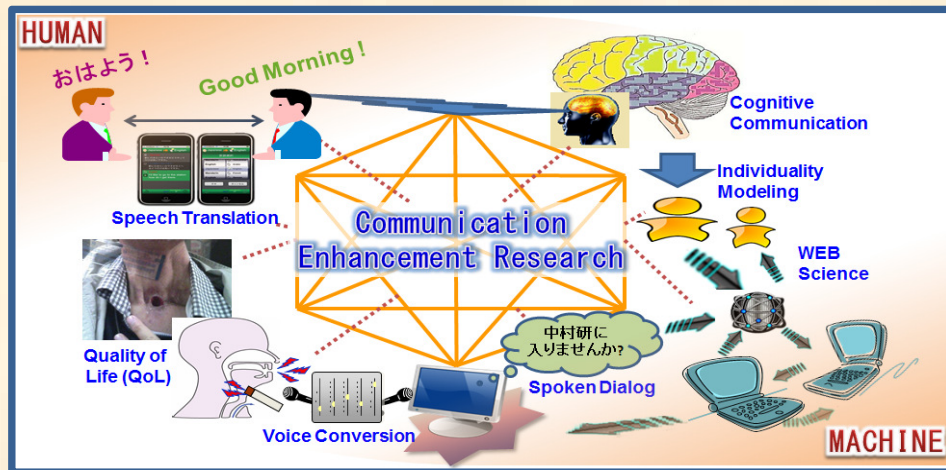 HUMAN
おはよう！
Good Morning !
Cognitive
Communication
Individuality
Modeling
Speech Translation
Communication
Enhancement Research
WEB
Science
中村研に
入りませんか?
Quality of
Life (QoL)
Spoken Dialog
Voice Conversion
MACHINE